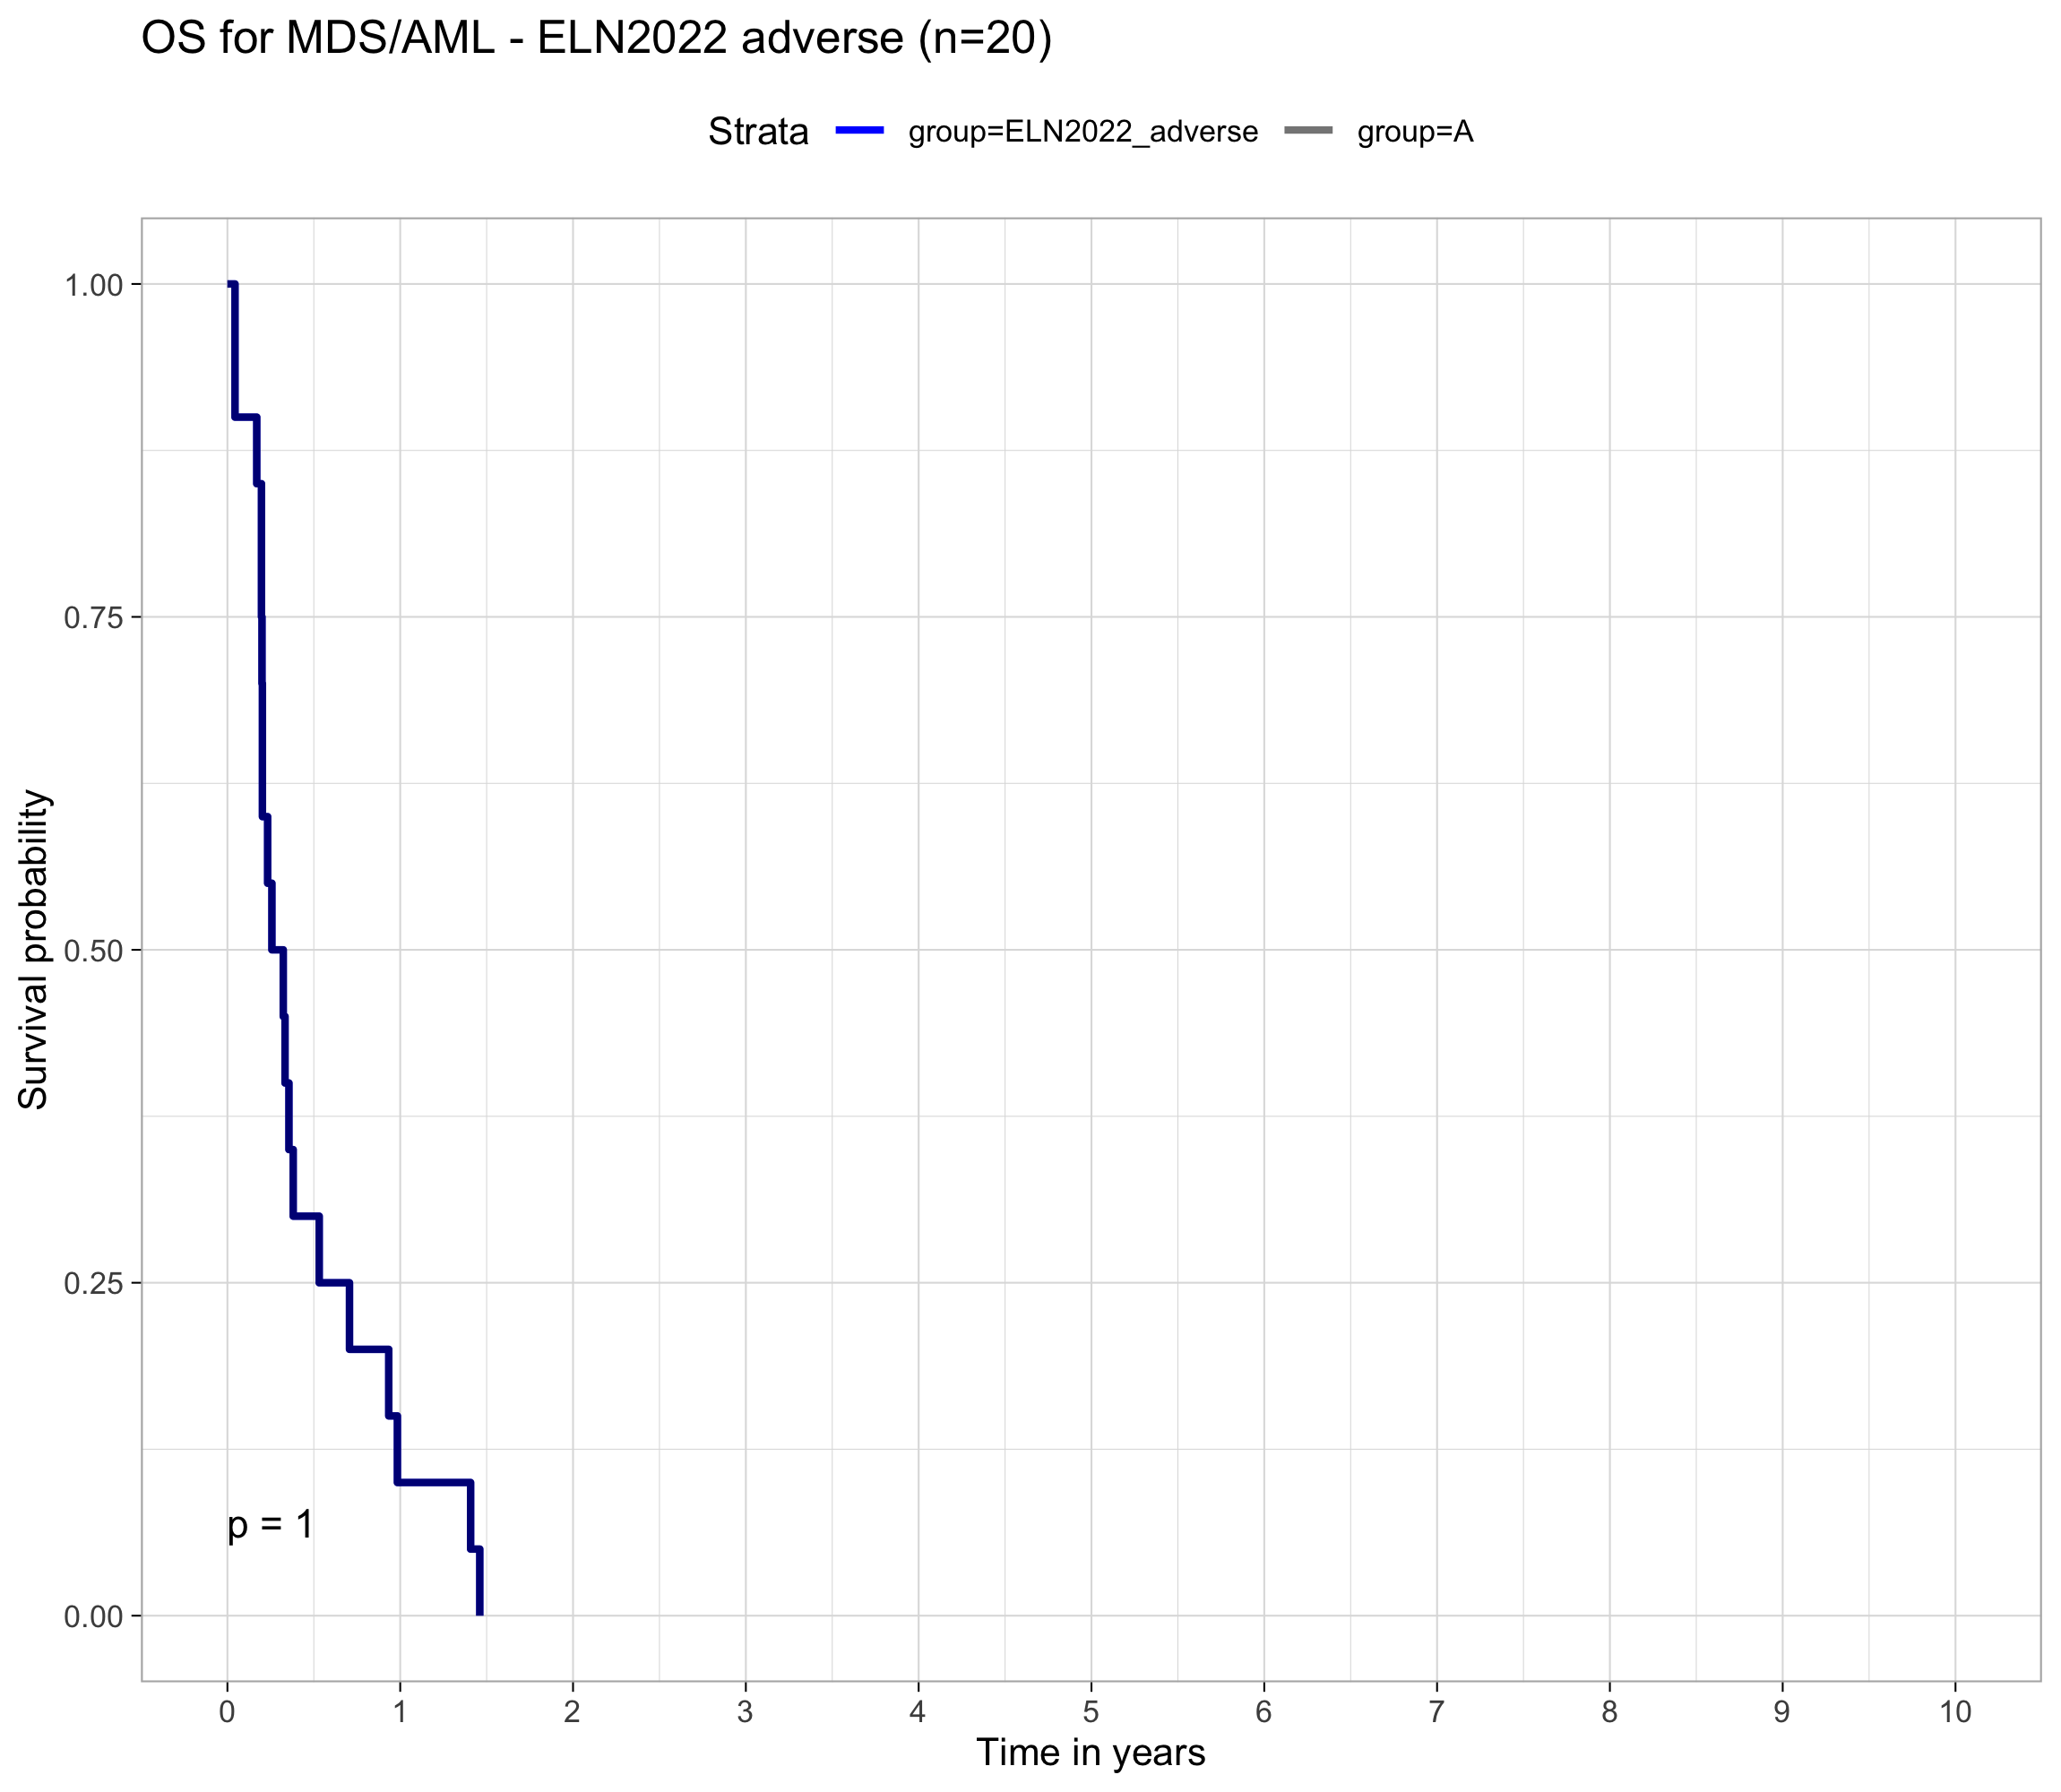 OS for MDS/AML - ELN2022 adverse (n=20)
Strata group=ELN2022_adverse group=A
1.00
0.75
0.50
0.25
0.00
Survival probability
p = 1
0 1 2 3 4 5 6 7 8 9 10
Time in years